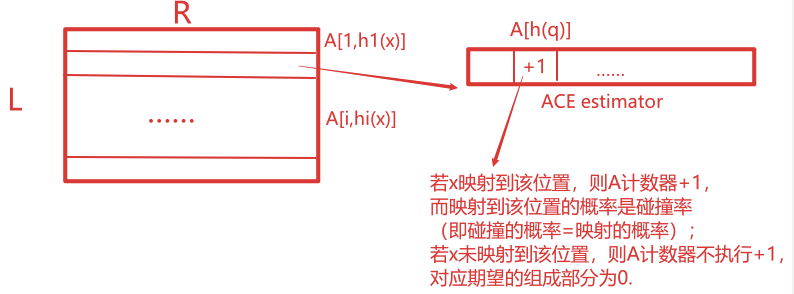 R
L
A[1,h1(x)]
A[i,hi(x)]
......
A[h(q)]
+1
......
ACE estimator
若x映射到该位置，则A计数器+1，
而映射到该位置的概率是碰撞率
（即碰撞的概率=映射的概率）；
若x未映射到该位置，则A计数器不执行+1，
对应期望的组成部分为0.